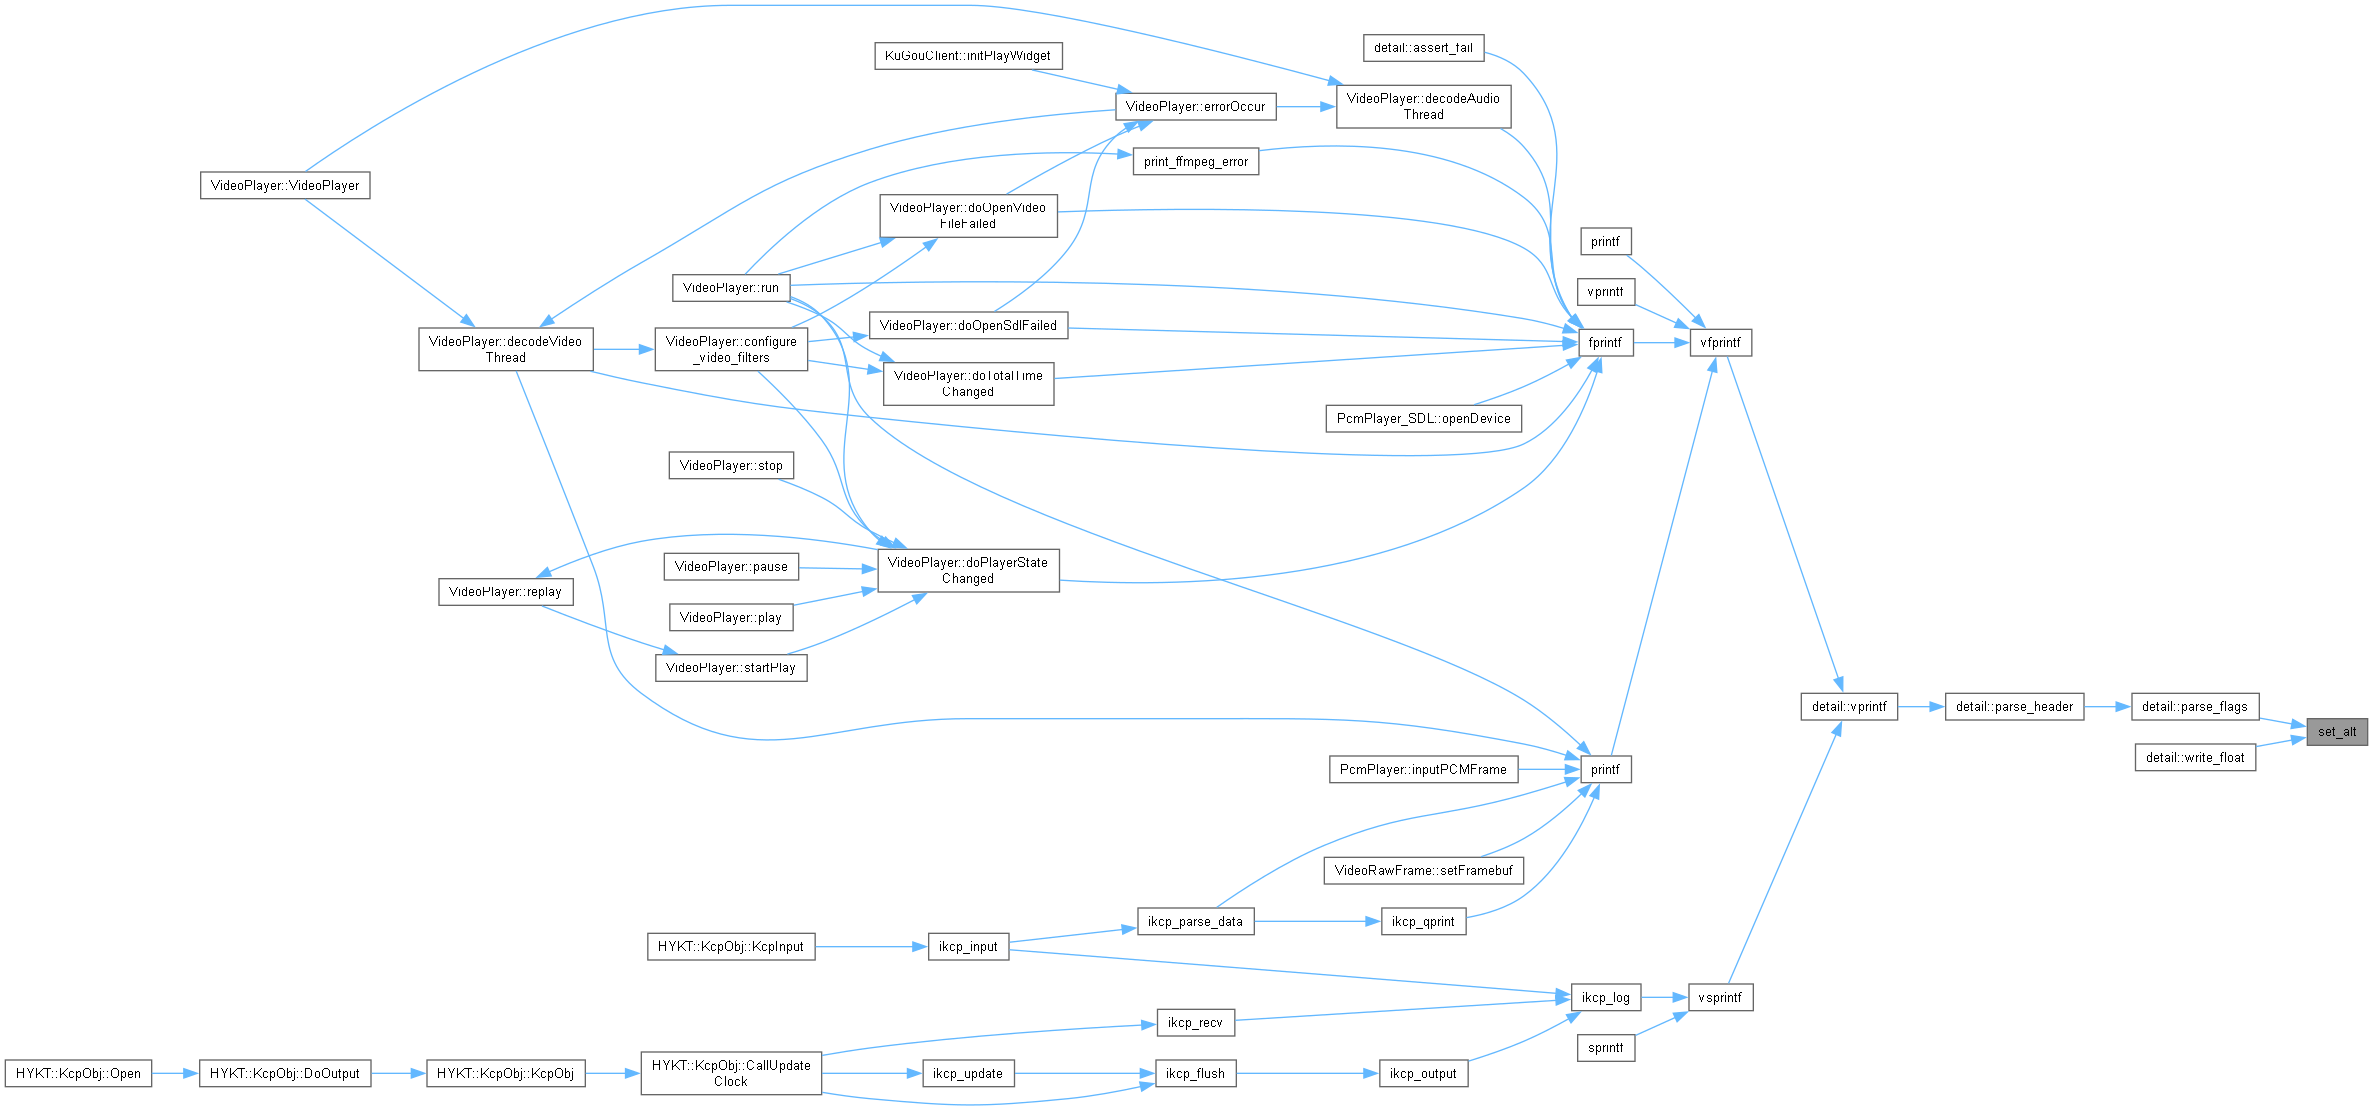 detail::assert_fail
KuGouClient::initPlayWidget
VideoPlayer::decodeAudio
Thread
VideoPlayer::errorOccur
print_ffmpeg_error
VideoPlayer::VideoPlayer
VideoPlayer::doOpenVideo
FileFailed
printf
VideoPlayer::run
vprintf
VideoPlayer::doOpenSdlFailed
VideoPlayer::decodeVideo
Thread
VideoPlayer::configure
_video_filters
fprintf
vfprintf
VideoPlayer::doTotalTime
Changed
PcmPlayer_SDL::openDevice
VideoPlayer::stop
VideoPlayer::pause
VideoPlayer::doPlayerState
Changed
VideoPlayer::replay
VideoPlayer::play
VideoPlayer::startPlay
detail::vprintf
detail::parse_header
detail::parse_flags
set_alt
detail::write_float
PcmPlayer::inputPCMFrame
printf
VideoRawFrame::setFramebuf
ikcp_parse_data
ikcp_qprint
HYKT::KcpObj::KcpInput
ikcp_input
ikcp_log
vsprintf
ikcp_recv
sprintf
HYKT::KcpObj::Open
HYKT::KcpObj::DoOutput
HYKT::KcpObj::KcpObj
HYKT::KcpObj::CallUpdate
Clock
ikcp_update
ikcp_flush
ikcp_output